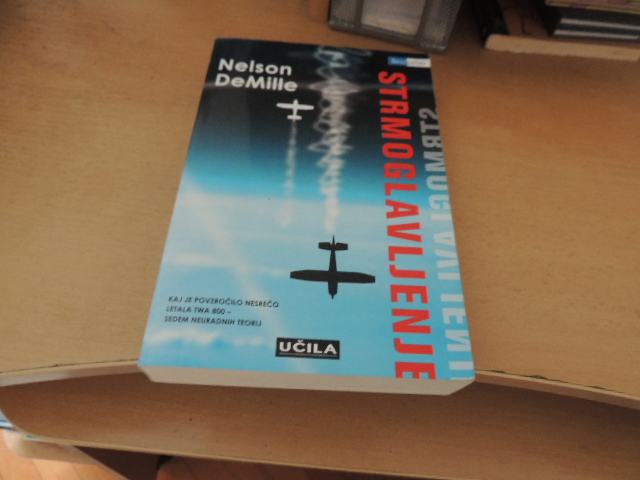 Nelson
DeMille
STRMOGLAVLJENJE
KAJ JE POVZROČILO NESREČO
LETALA TWA 800 –
SEDEM NEURADNIH TEORIJ
UČILA